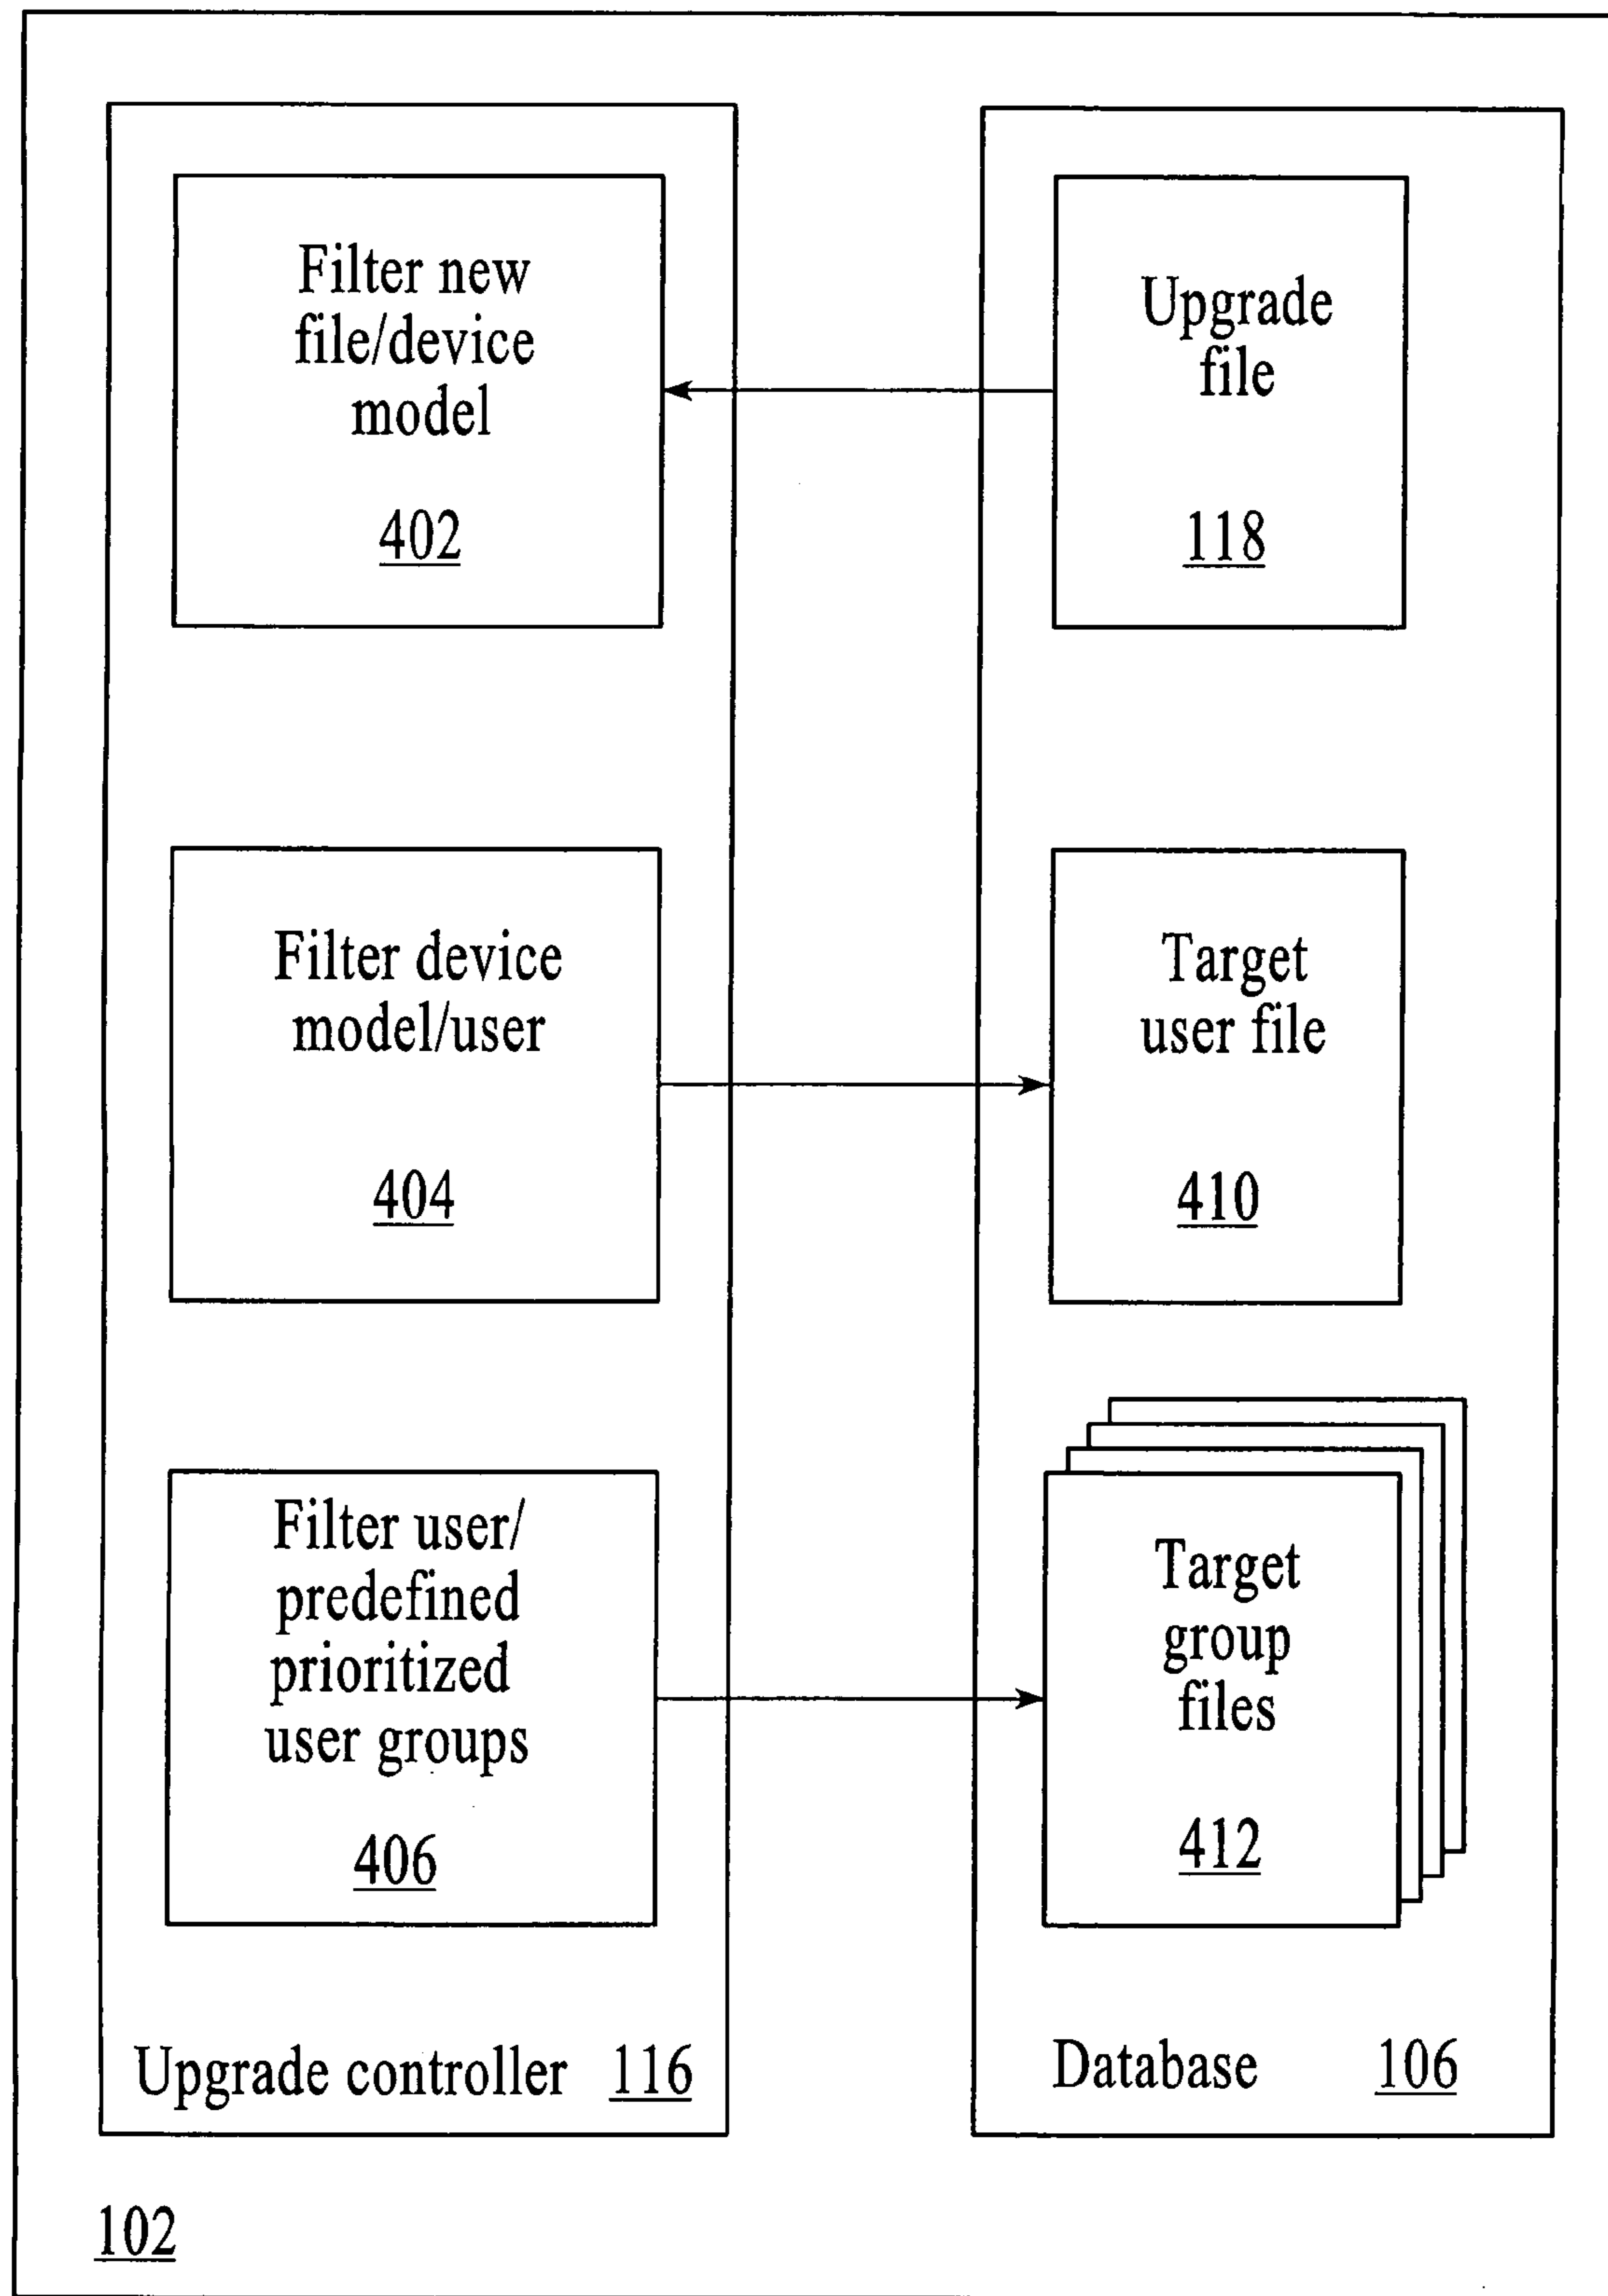 Filter new
file/device
model
402
Upgrade
file
118
Filter device
model/user
404
Target
user file
410
Filter user/
predefined
prioritized
user groups
406
Target
group
files
412
Upgrade controller 116
Database 106
102